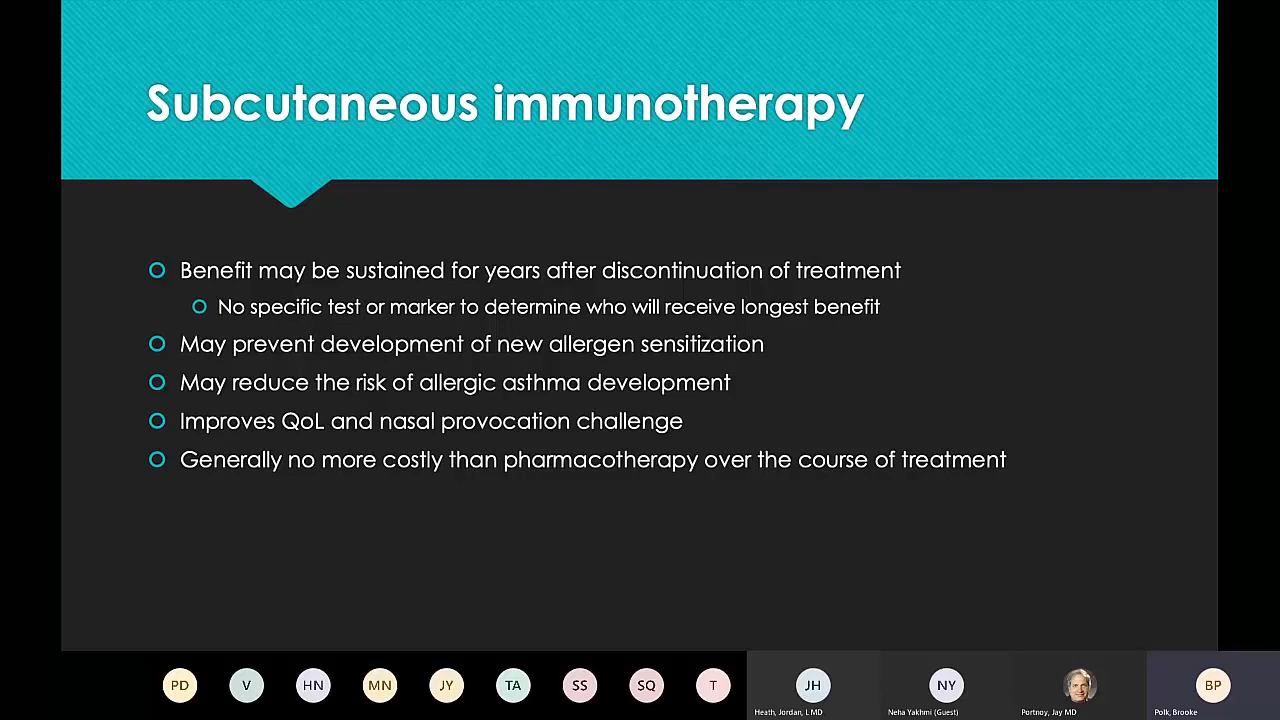 Subcutaneous immunotherapy
Benefit may be sustained for years after discontinuation of treatment
No specific test or marker to determine who will receive longest benefit
May prevent development of new allergen sensitization
May reduce the risk of allergic asthma development
Improves QoL and nasal provocation challenge
Generally no more costly than pharmacotherapy over the course of treatment
PD V HN MN JY TA SS SQ T JH NY BP
Heath, Jordan, L MD Neha Yakhmi (Guest) Portnoy, Jay MD Polk, Brooke